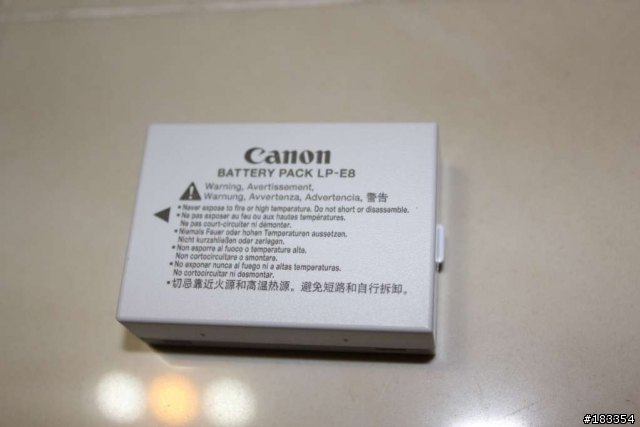 Canon
BATTERY PACK LP-E8
Warning, Avertissement,
Warnung, Avvertenza, Advertencia, 警告
• Never expose to fire or high temperature. Do not short or disassemble.
• Ne pas exposer au feu ou aux hautes températures.
Ne pas court-circuiter ni démonter.
• Niemals Feuer oder hohen Temperaturen aussetzen.
Nicht kurzschließen oder zerlegen.
• Non esporre al fuoco o temperature alte.
Non cortocircuitare o smontare.
• No exponer nunca al fuego ni a altas temperaturas.
No cortocircuitar ni desmontar.
• 切忌靠近火源和高溫热源。避免短路和自行拆卸。
#183354